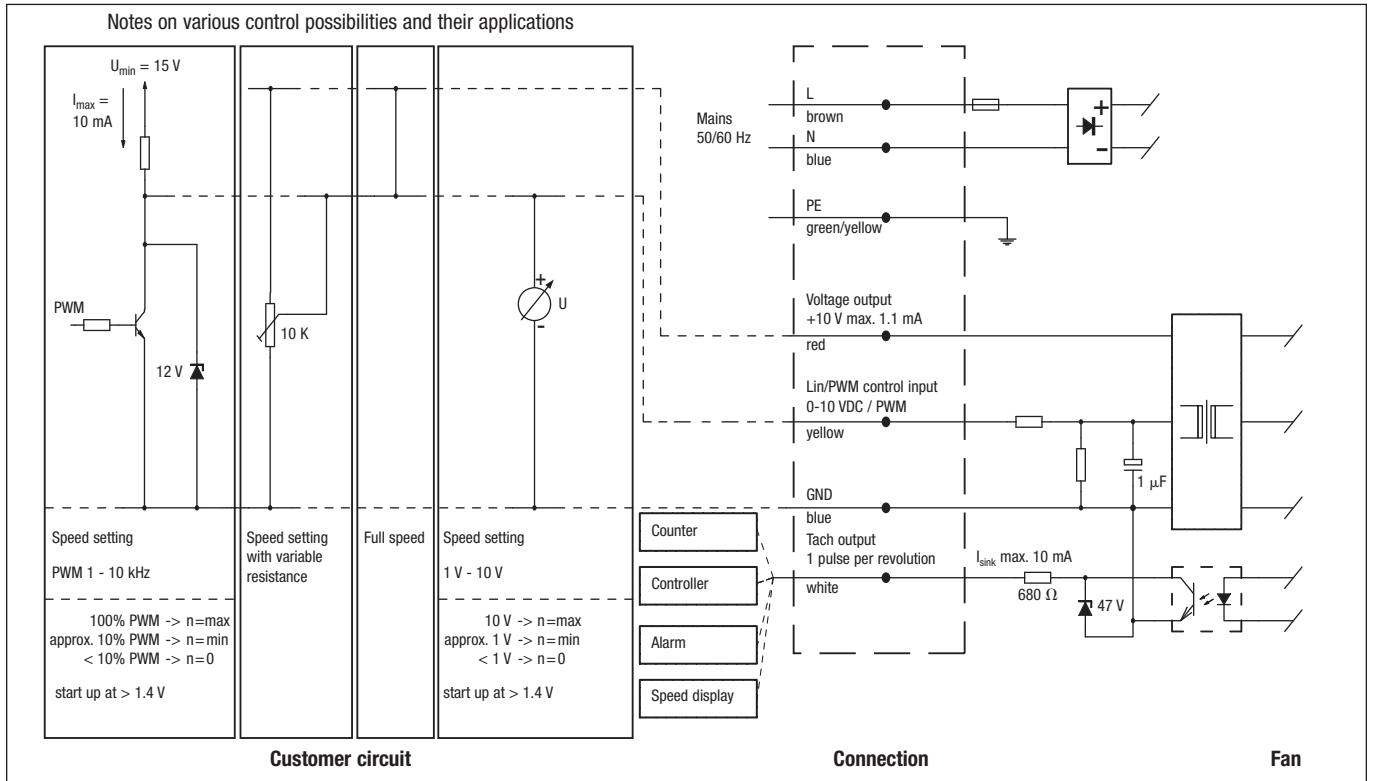 Notes on various control possibilities and their applications
U_min = 15 V
I_max =
10 mA
PWM
12 V
Speed setting
PWM 1 - 10 kHz
100% PWM -> n=max
approx. 10% PWM -> n=min
< 10% PWM -> n=0
start up at > 1.4 V
10 K
Speed setting
with variable
resistance
Full speed
+
U
-
Speed setting
1 V - 10 V
10 V -> n=max
approx. 1 V -> n=min
< 1 V -> n=0
start up at > 1.4 V
Counter
Controller
Alarm
Speed display
Mains
50/60 Hz
L
brown
N
blue
PE
green/yellow
Voltage output
+10 V max. 1.1 mA
red
Lin/PWM control input
0-10 VDC / PWM
yellow
GND
blue
Tach output
1 pulse per revolution
white
+
-
1 μF
I_sink max. 10 mA
680 Ω
47 V
Customer circuit
Connection
Fan